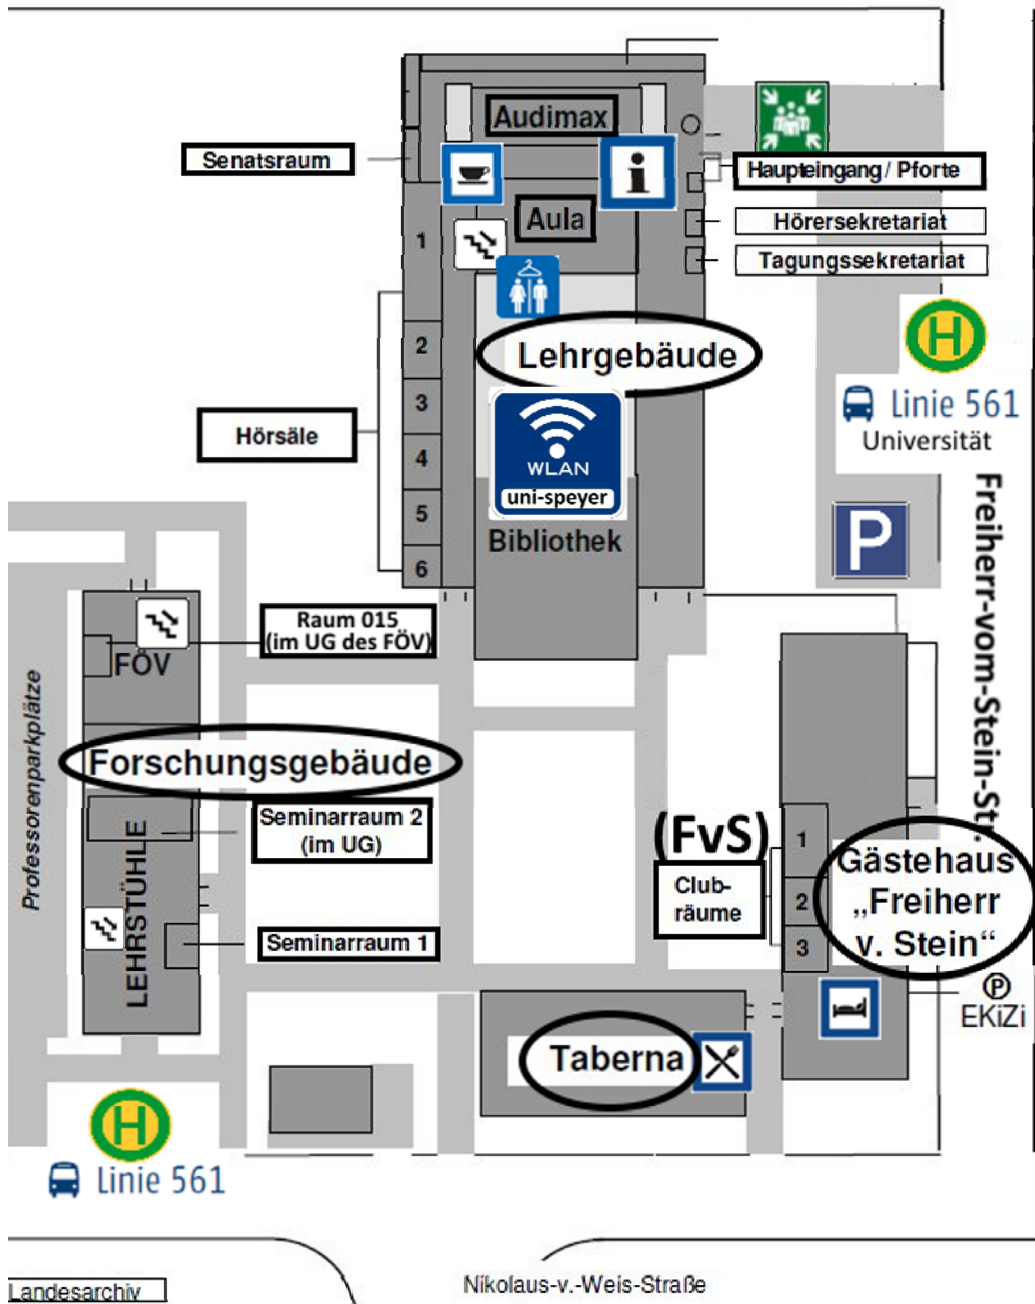 Audimax
Senatsraum
i
Haupteingang / Pforte
Aula
Hörersekretariat
Tagungssekretariat
1
2
3
4
5
6
Hörsäle
Lehrgebäude
H
Linie 561
Universität
WLAN
uni-speyer
Bibliothek
P
Freiherr-vom-Stein-Str.
Raum 015
(im UG des FÖV)
FÖV
Professorenparkplätze
Forschungsgebäude
Seminarraum 2
(im UG)
LEHRSTÜHLE
Seminarraum 1
(FvS)
Club-
räume
1
2
3
Gästehaus
„Freiherr
v. Stein“
P
EKiZi
Taberna
H
Linie 561
Landesarchiv
Nikolaus-v.-Weis-Straße